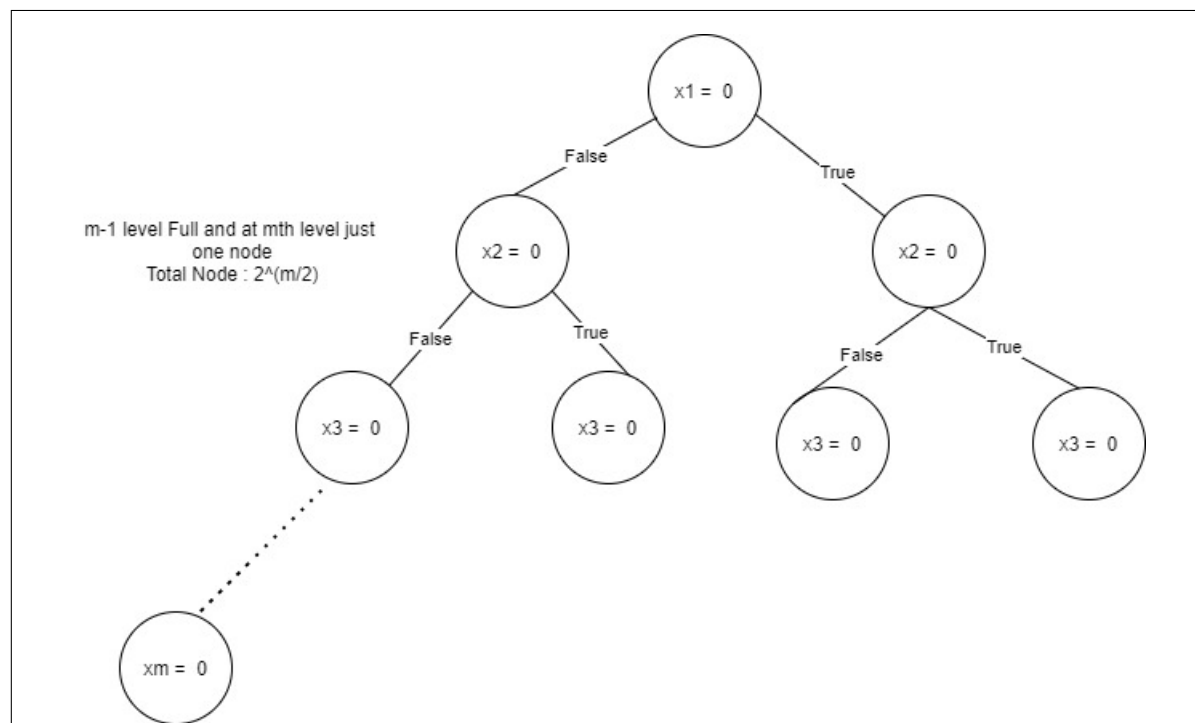 x1 = 0
False
True
m-1 level Full and at mth level just
one node
Total Node : 2^(m/2)
x2 = 0
x2 = 0
False
True
False
True
x3 = 0
x3 = 0
x3 = 0
x3 = 0
xm = 0